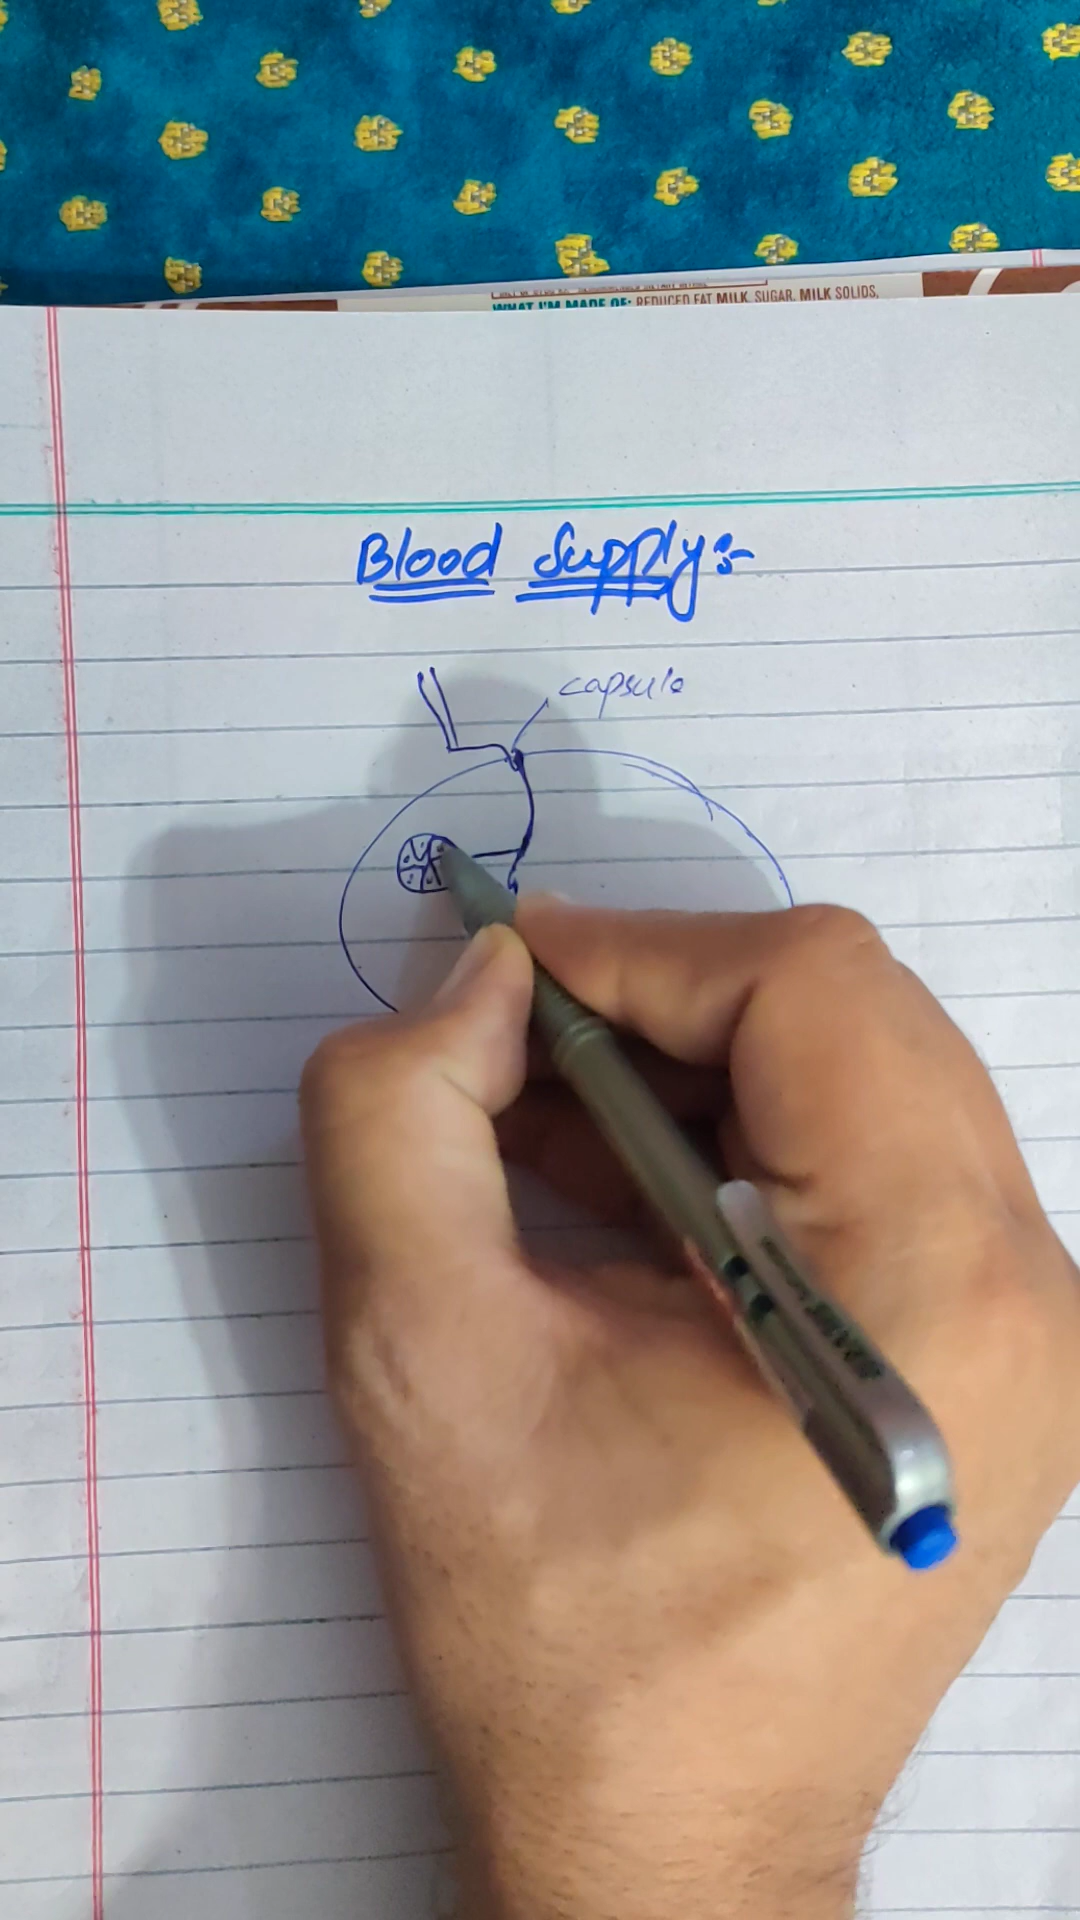 WHAT I'M MADE OF: REDUCED FAT MILK, SUGAR, MILK SOLIDS,
Blood Supply:-
capsule